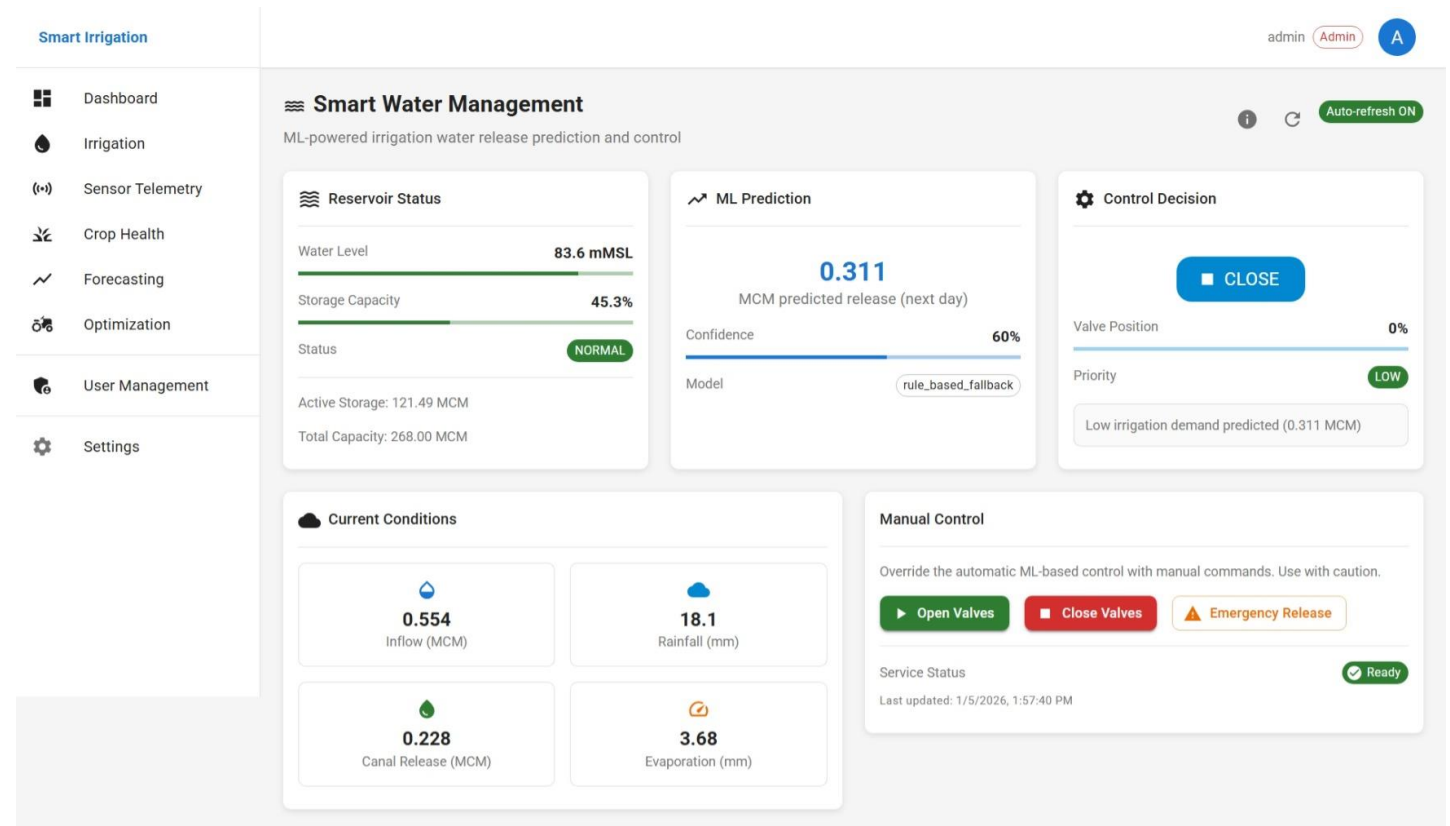 Smart Irrigation
admin Admin A
Dashboard
Irrigation
Sensor Telemetry
Crop Health
Forecasting
Optimization
User Management
Settings
Smart Water Management
ML-powered irrigation water release prediction and control
Auto-refresh ON
Reservoir Status
Water Level 83.6 mMSL
Storage Capacity 45.3%
Status NORMAL
Active Storage: 121.49 MCM
Total Capacity: 268.00 MCM
ML Prediction
0.311
MCM predicted release (next day)
Confidence 60%
Model rule_based_fallback
Control Decision
CLOSE
Valve Position 0%
Priority LOW
Low irrigation demand predicted (0.311 MCM)
Current Conditions
0.554
Inflow (MCM)
18.1
Rainfall (mm)
0.228
Canal Release (MCM)
3.68
Evaporation (mm)
Manual Control
Override the automatic ML-based control with manual commands. Use with caution.
Open Valves Close Valves Emergency Release
Service Status Ready
Last updated: 1/5/2026, 1:57:40 PM